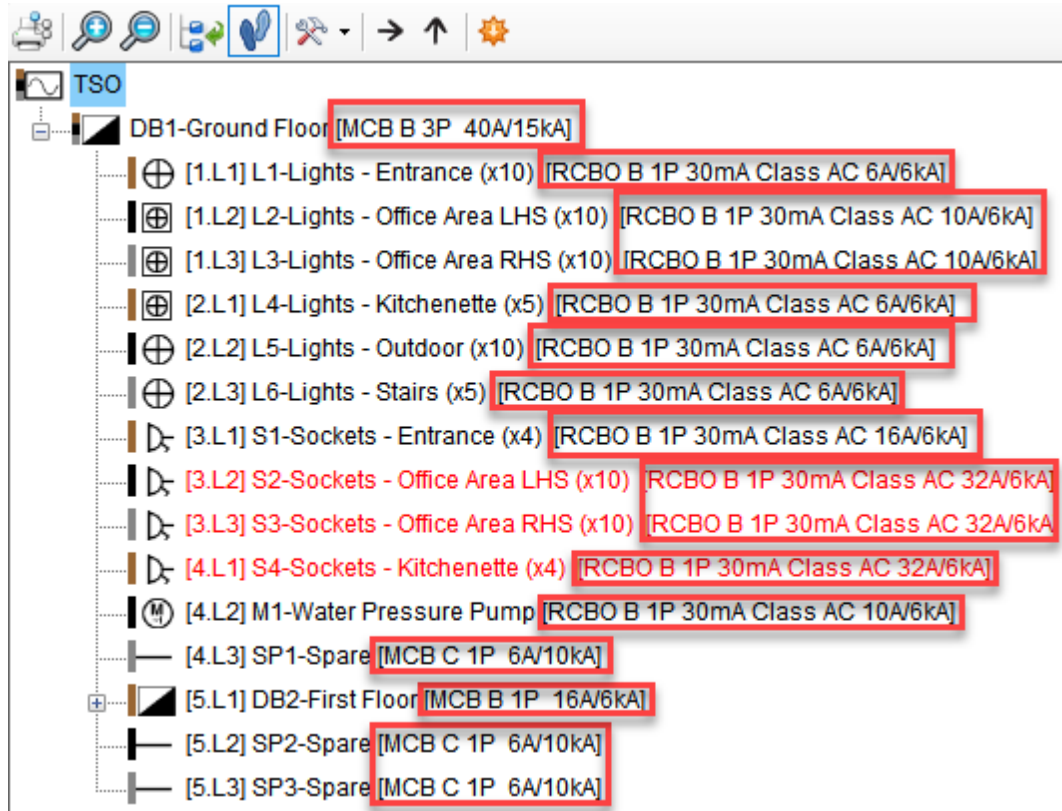 TSO
DB1-Ground Floor [MCB B 3P 40A/15kA]
[1.L1] L1-Lights - Entrance (x10) [RCBO B 1P 30mA Class AC 6A/6kA]
[1.L2] L2-Lights - Office Area LHS (x10) [RCBO B 1P 30mA Class AC 10A/6kA]
[1.L3] L3-Lights - Office Area RHS (x10) [RCBO B 1P 30mA Class AC 10A/6kA]
[2.L1] L4-Lights - Kitchenette (x5) [RCBO B 1P 30mA Class AC 6A/6kA]
[2.L2] L5-Lights - Outdoor (x10) [RCBO B 1P 30mA Class AC 6A/6kA]
[2.L3] L6-Lights - Stairs (x5) [RCBO B 1P 30mA Class AC 6A/6kA]
[3.L1] S1-Sockets - Entrance (x4) [RCBO B 1P 30mA Class AC 16A/6kA]
[3.L2] S2-Sockets - Office Area LHS (x10) [RCBO B 1P 30mA Class AC 32A/6kA]
[3.L3] S3-Sockets - Office Area RHS (x10) [RCBO B 1P 30mA Class AC 32A/6kA
[4.L1] S4-Sockets - Kitchenette (x4) [RCBO B 1P 30mA Class AC 32A/6kA]
M [4.L2] M1-Water Pressure Pump [RCBO B 1P 30mA Class AC 10A/6kA]
[4.L3] SP1-Spare [MCB C 1P 6A/10kA]
[5.L1] DB2-First Floor [MCB B 1P 16A/6kA]
[5.L2] SP2-Spare [MCB C 1P 6A/10kA]
[5.L3] SP3-Spare [MCB C 1P 6A/10kA]